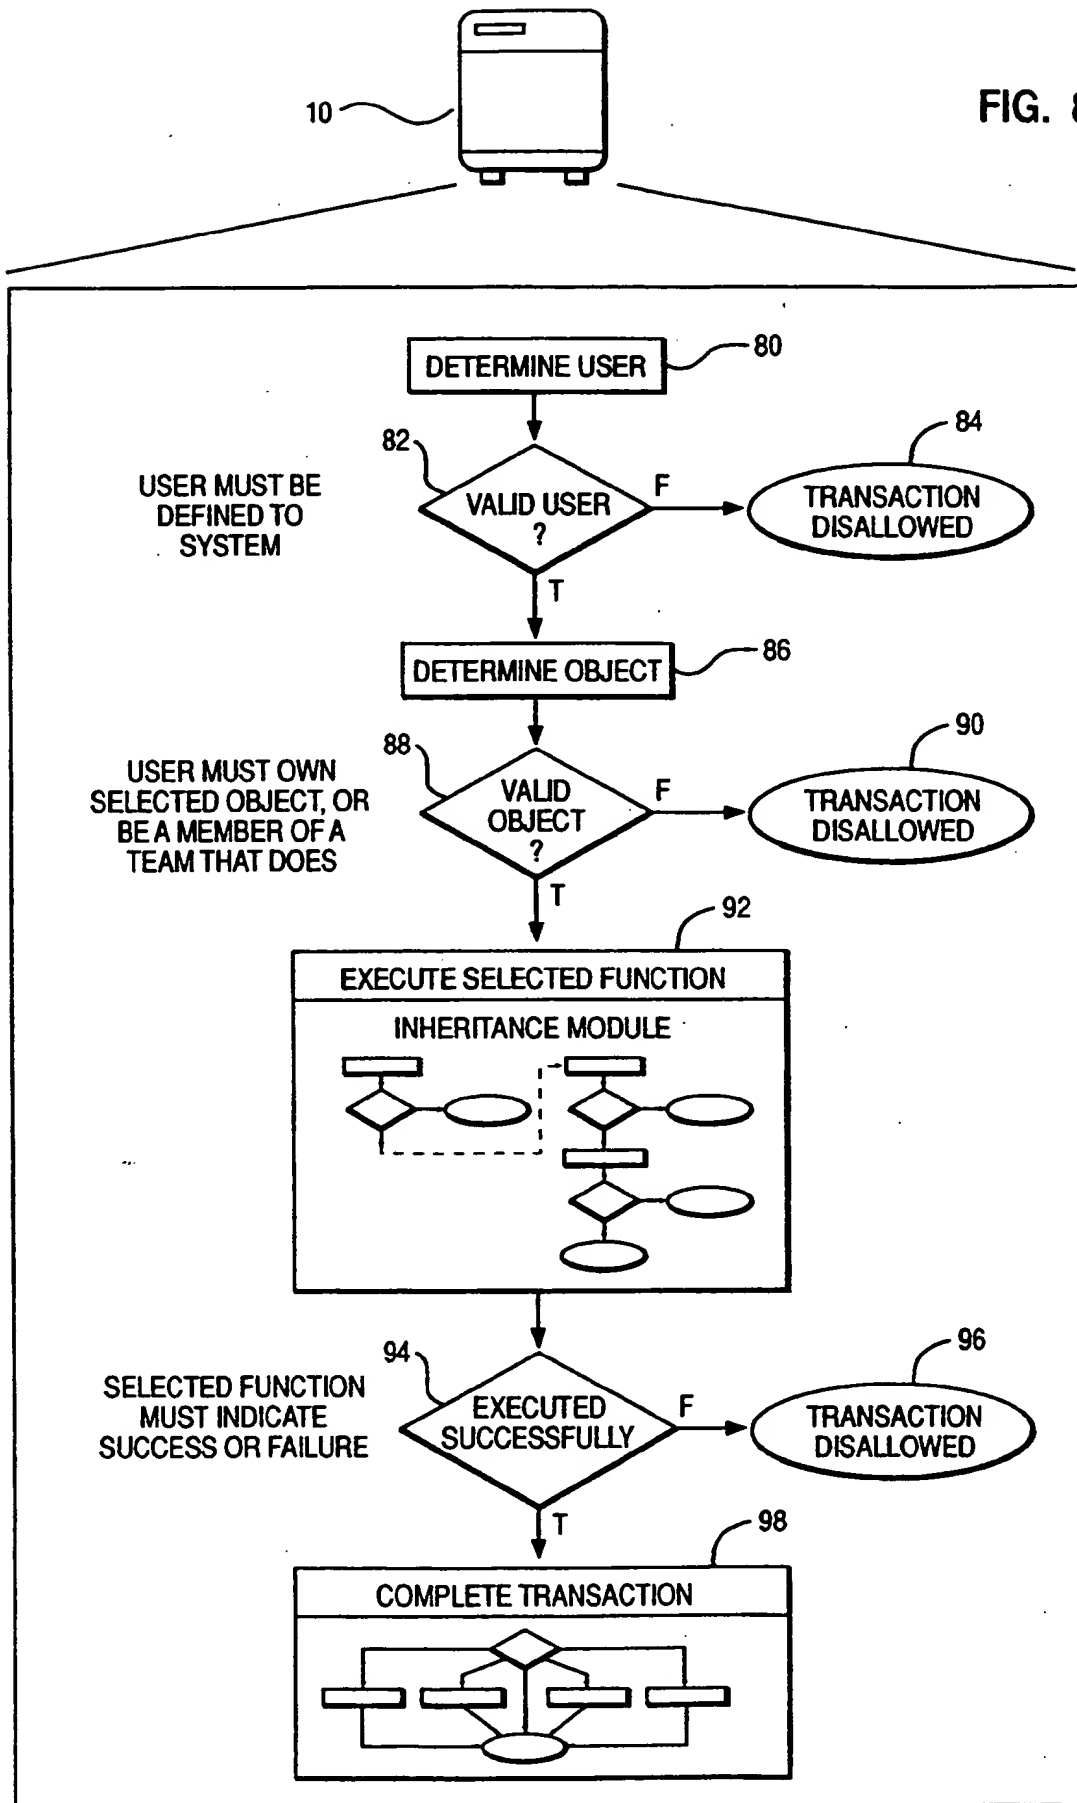 10
FIG. 8
DETERMINE USER
80
82
84
USER MUST BE
DEFINED TO
SYSTEM
VALID USER
?
F
TRANSACTION
DISALLOWED
T
DETERMINE OBJECT
86
88
90
USER MUST OWN
SELECTED OBJECT, OR
BE A MEMBER OF A
TEAM THAT DOES
VALID
OBJECT
?
F
TRANSACTION
DISALLOWED
T
92
EXECUTE SELECTED FUNCTION
INHERITANCE MODULE
94
96
SELECTED FUNCTION
MUST INDICATE
SUCCESS OR FAILURE
EXECUTED
SUCCESSFULLY
F
TRANSACTION
DISALLOWED
T
98
COMPLETE TRANSACTION